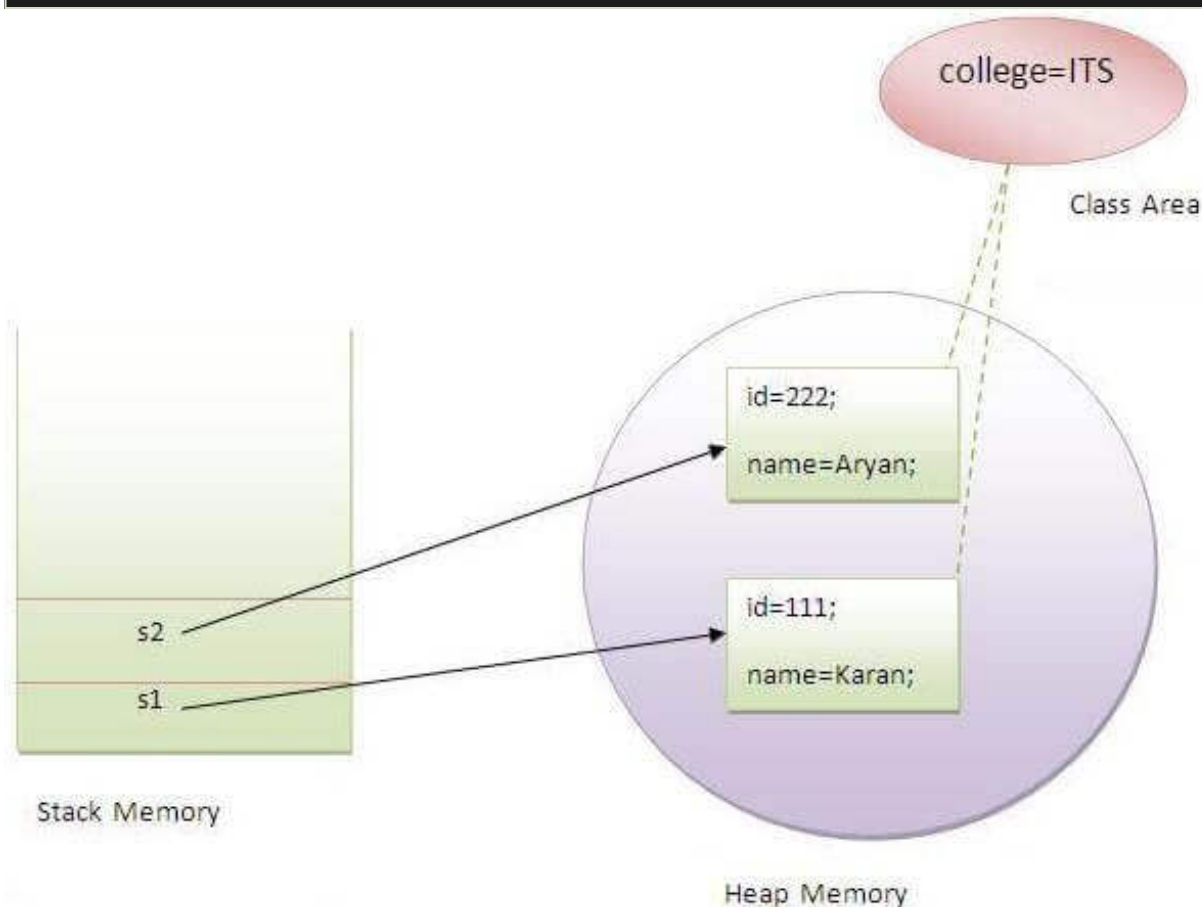 college=ITS
Class Area
id=222;
name=Aryan;
id=111;
name=Karan;
s2
s1
Stack Memory
Heap Memory